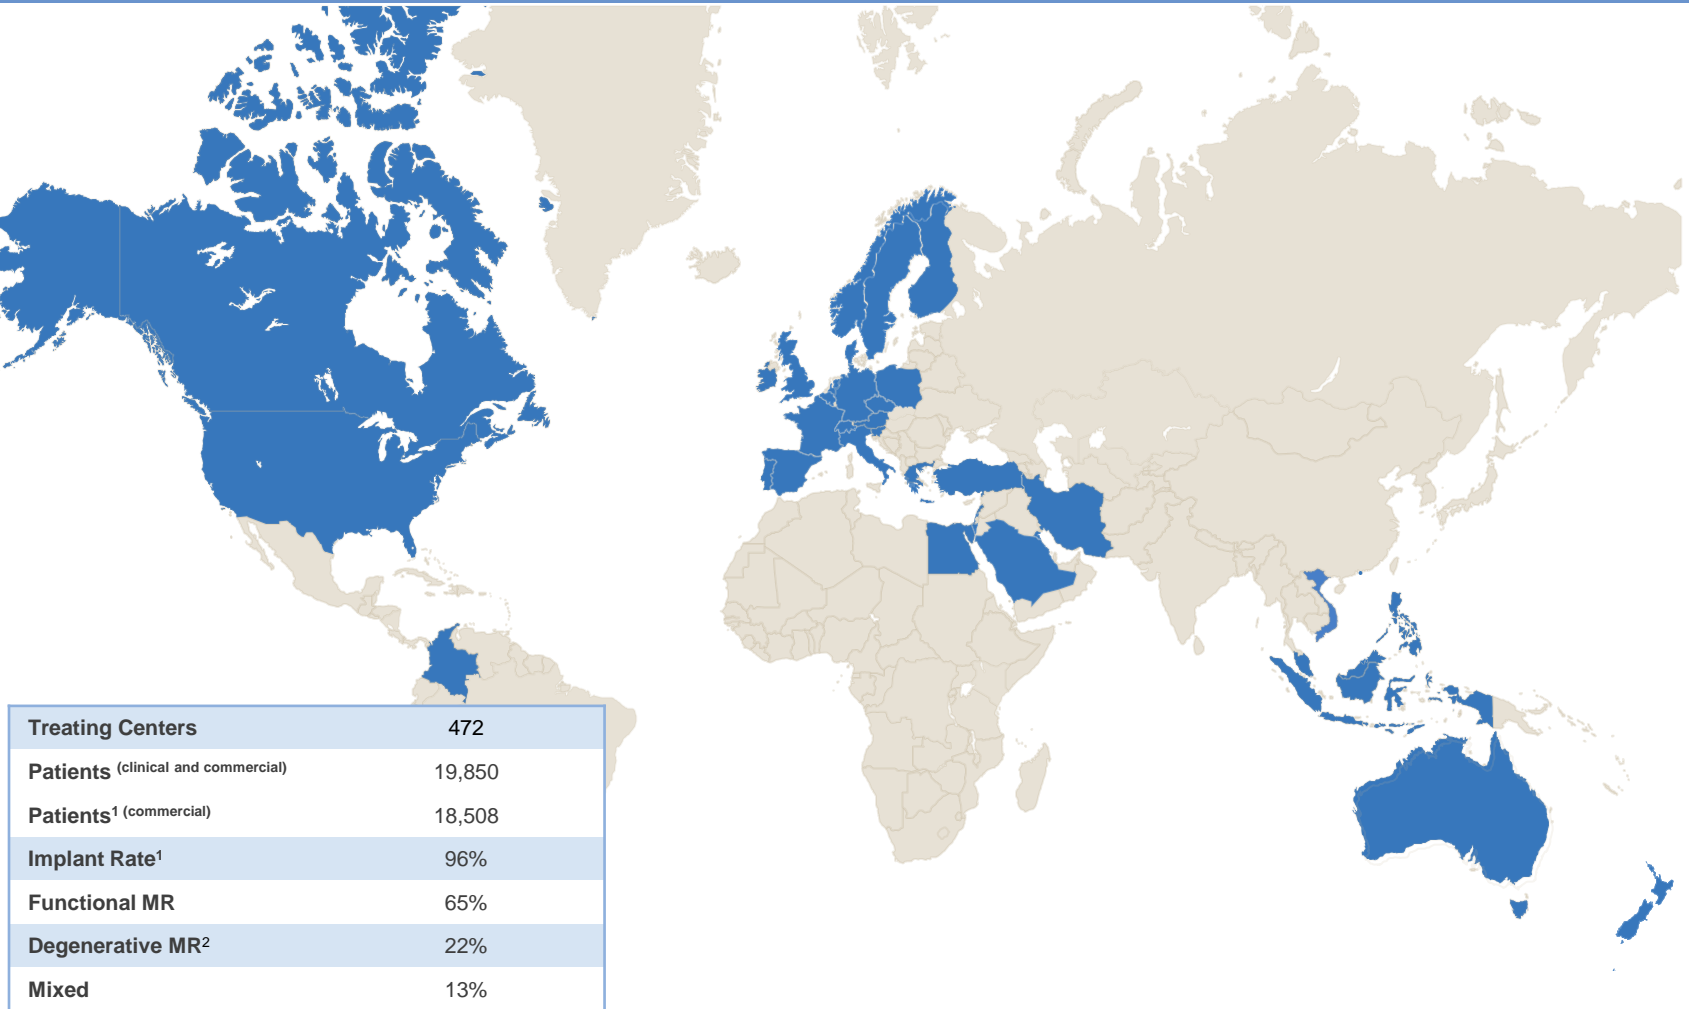 Treating Centers 472
Patients (clinical and commercial) 19,850
Patients¹ (commercial) 18,508
Implant Rate¹ 96%
Functional MR 65%
Degenerative MR² 22%
Mixed 13%